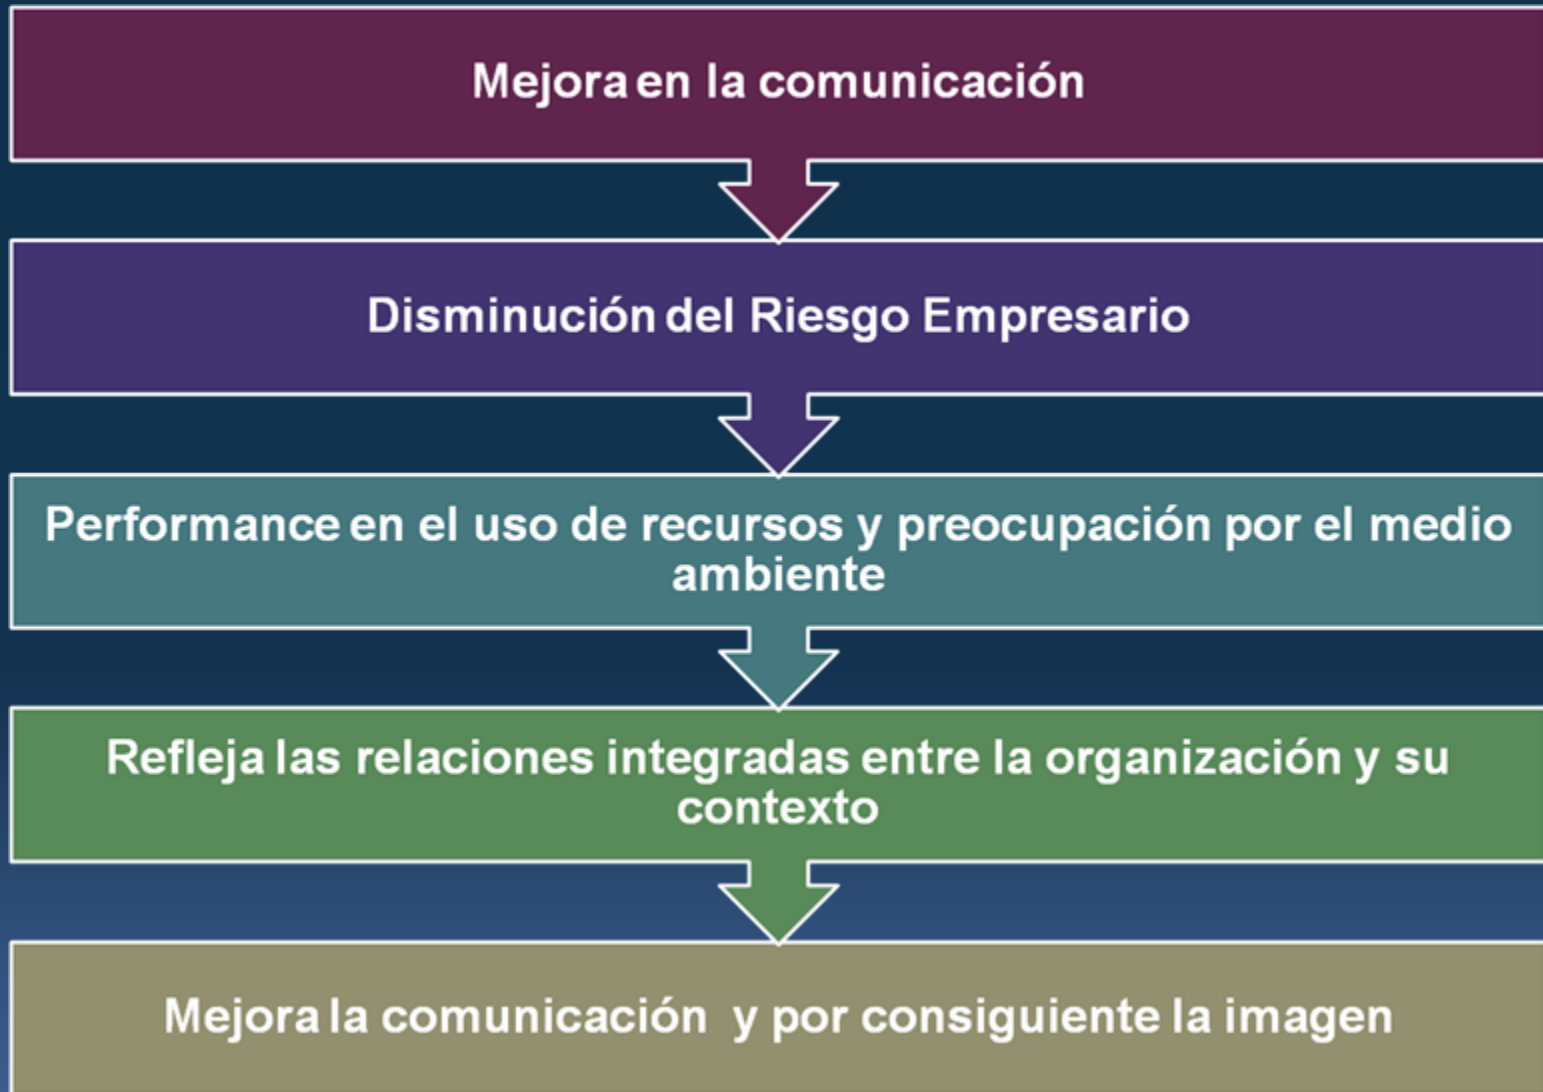 Mejora en la comunicación
Disminución del Riesgo Empresario
Performance en el uso de recursos y preocupación por el medio
ambiente
Refleja las relaciones integradas entre la organización y su
contexto
Mejora la comunicación y por consiguiente la imagen